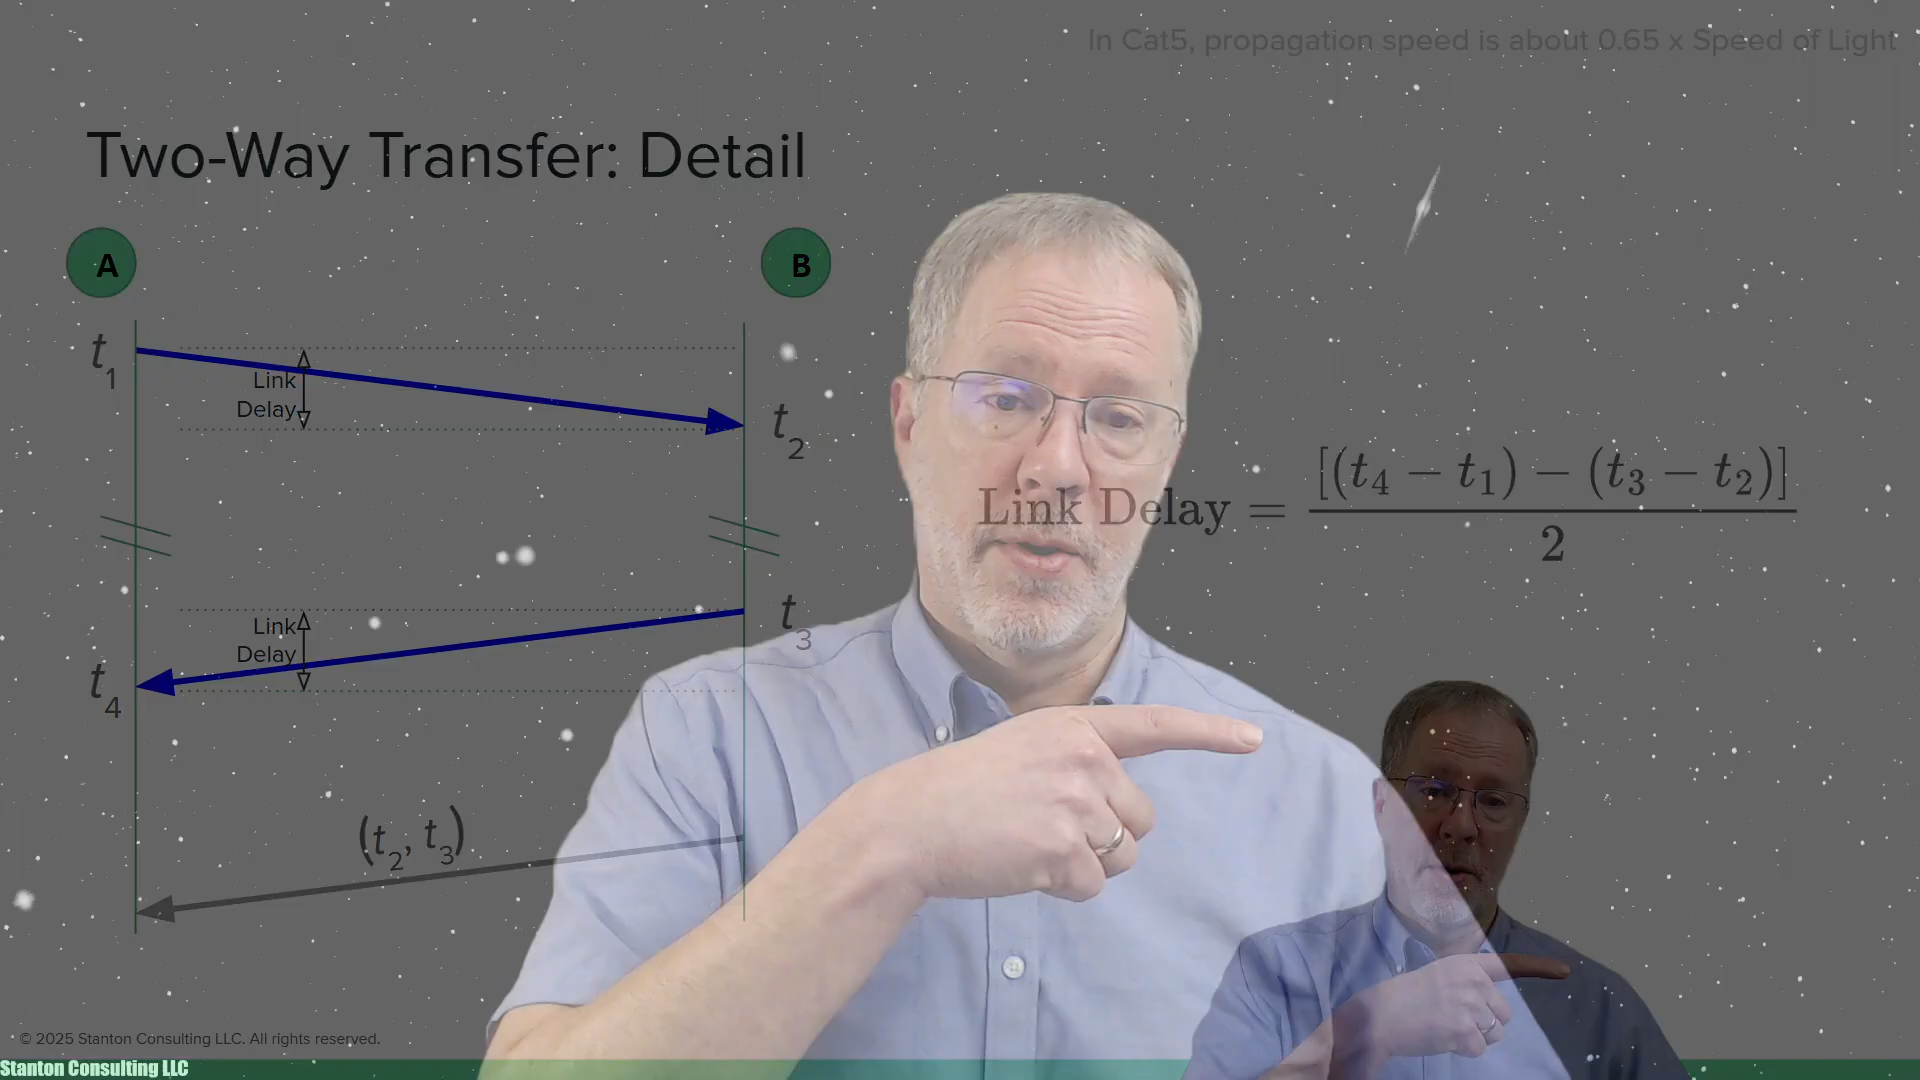 In Cat5, propagation speed is about 0.65 x Speed of Light
Two-Way Transfer: Detail
A
B
t1
Link
Delay
t2
Link Delay = [(t4 − t1) − (t3 − t2)] / 2
t3
Link
Delay
t4
(t2, t3)
© 2025 Stanton Consulting LLC. All rights reserved.
Stanton Consulting LLC